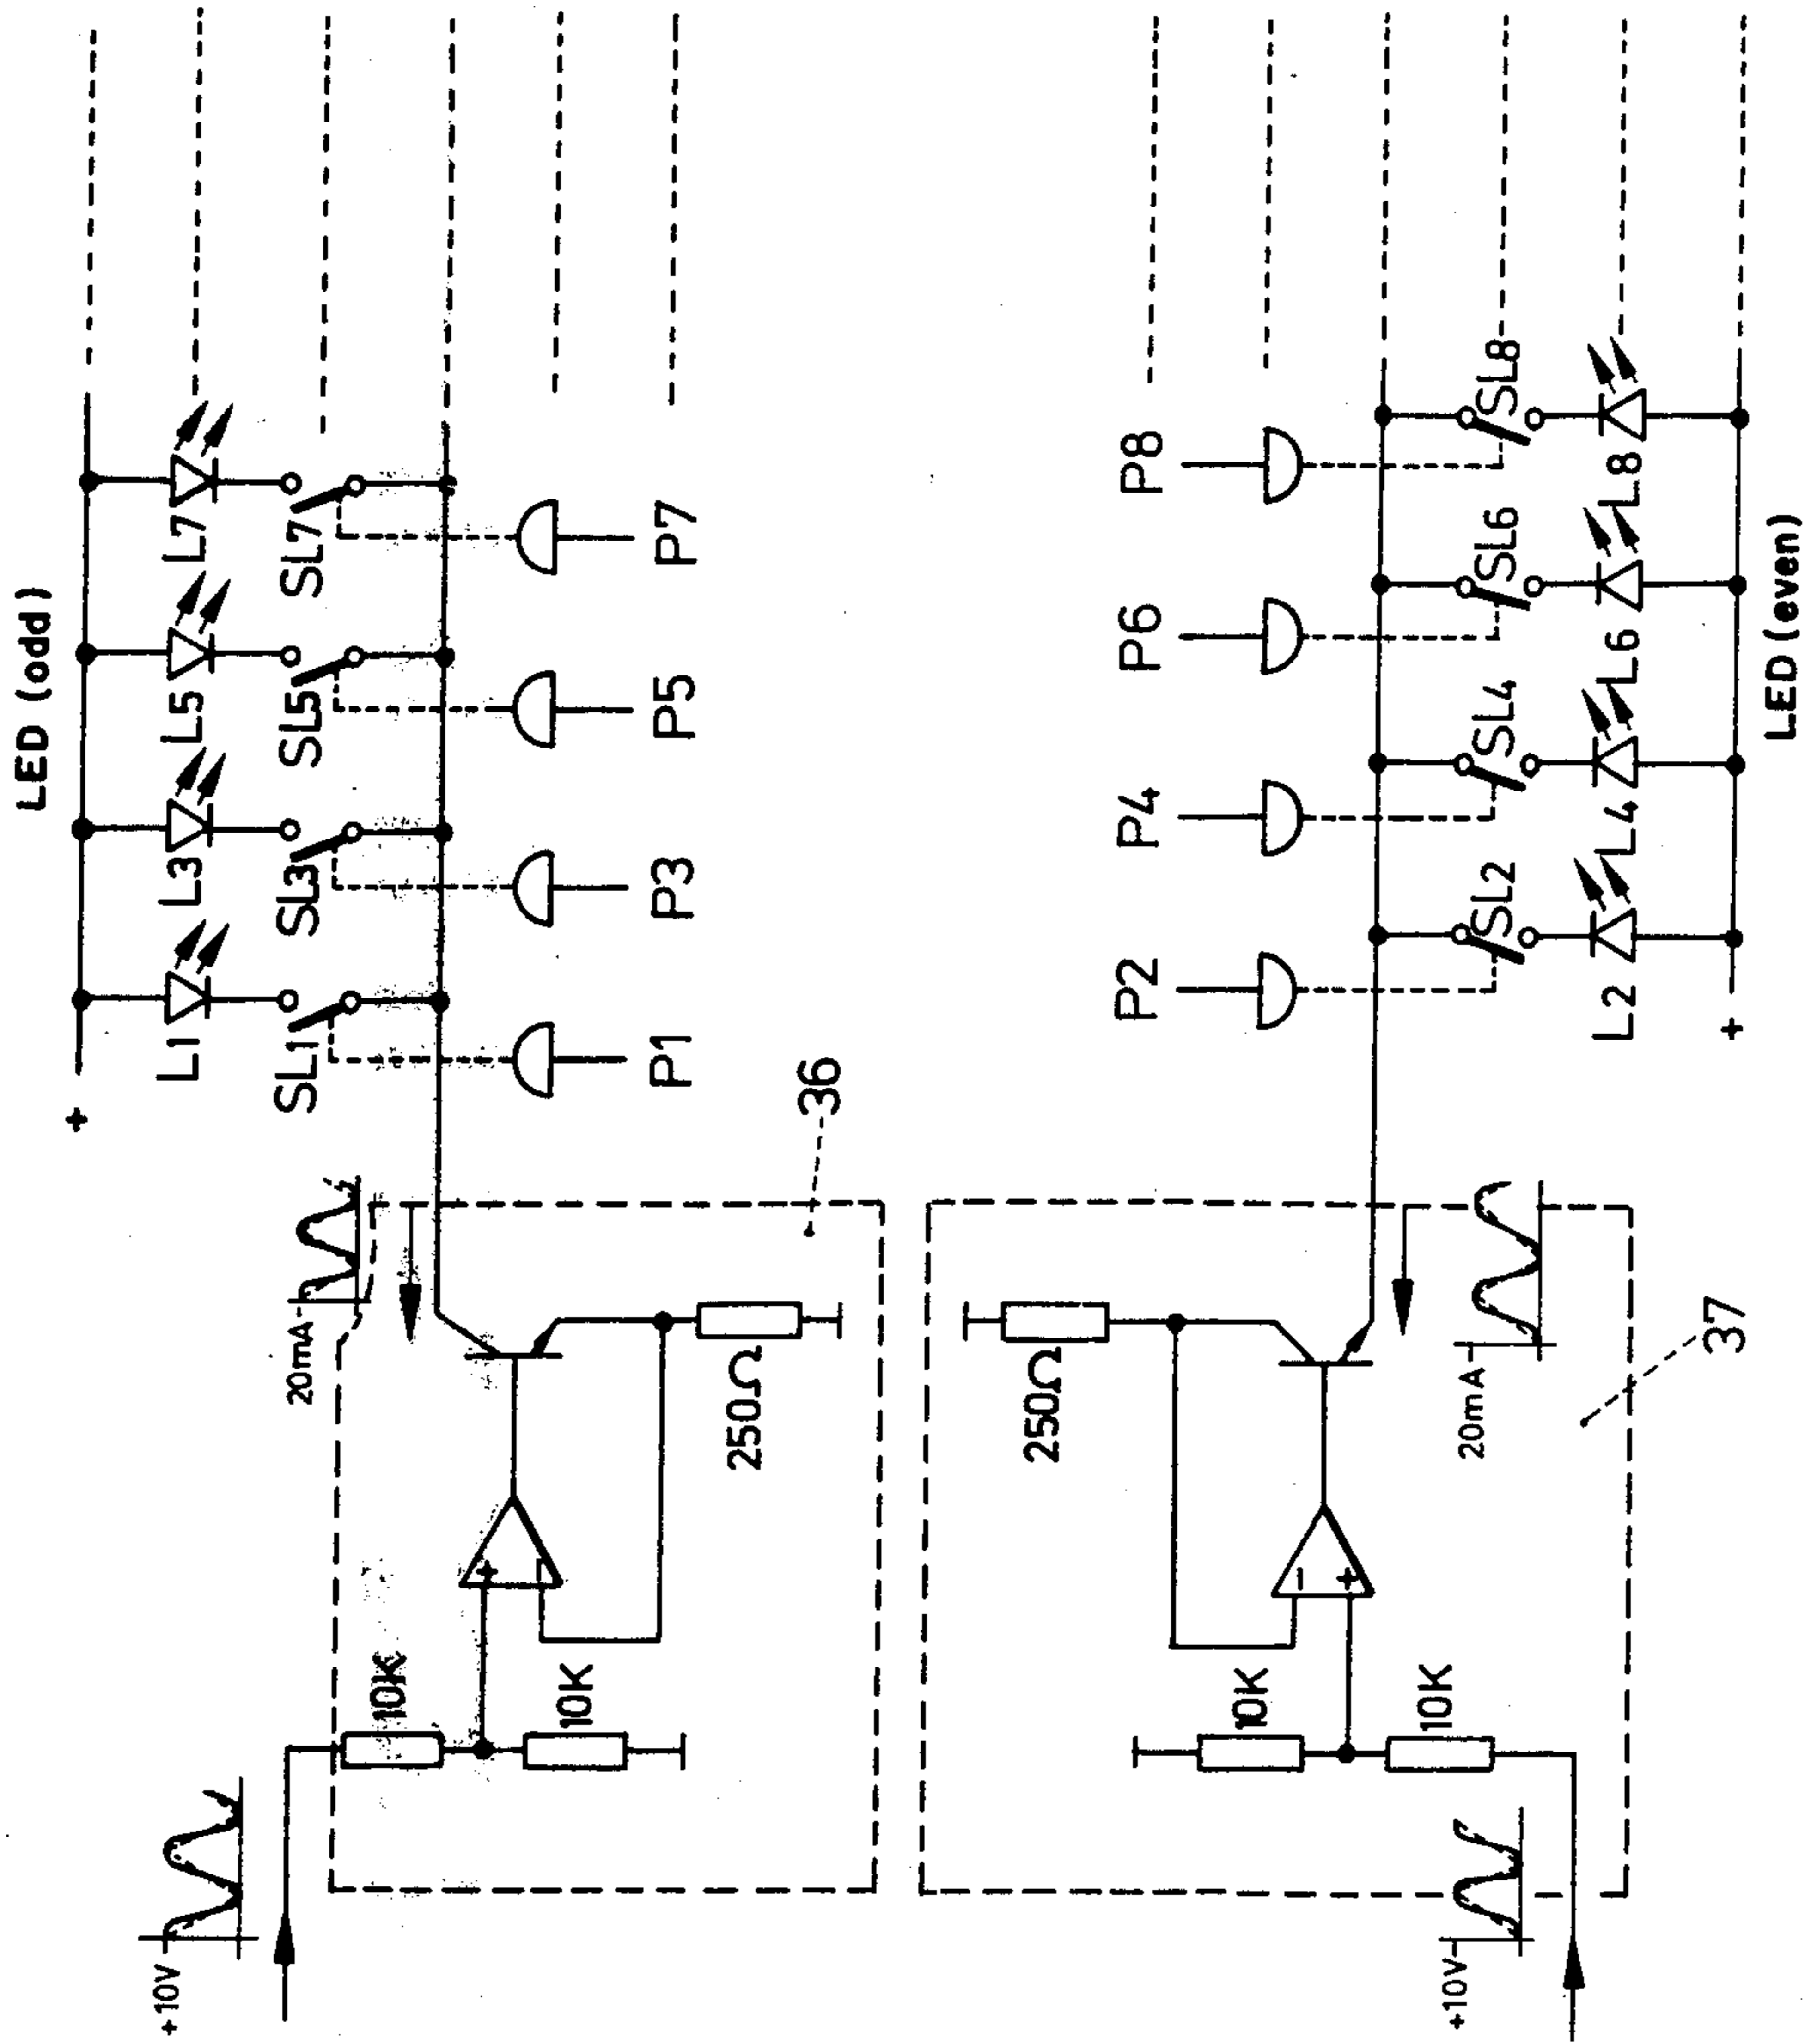 LED (odd)
+
L1
L3
L5
L7
SL1
SL3
SL5
SL7
P1
P3
P5
P7
20mA
36
+10V
10K
10K
+
−
250Ω
P2
P4
P6
P8
SL2
SL4
SL6
SL8
L2
L4
L6
L8
+
LED (even)
250Ω
−
+
10K
10K
20mA
37
+10V